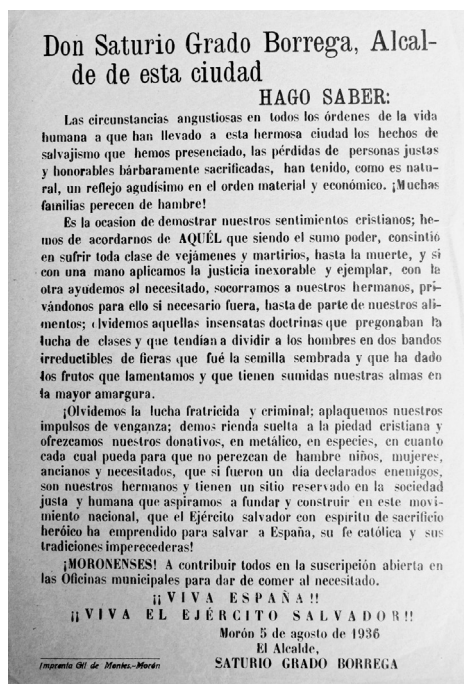 Don Saturio Grado Borrega, Alcal-
de de esta ciudad
HAGO SABER:
Las circunstancias angustiosas en todos los órdenes de la vida
humana a que han llevado a esta hermosa ciudad los hechos de
salvajismo que hemos presenciado, las pérdidas de personas justas
y honorables bárbaramente sacrificadas, han tenido, como es natu-
ral, un reflejo agudísimo en el orden material y económico. ¡Muchas
familias perecen de hambre!
Es la ocasion de demostrar nuestros sentimientos cristianos; he-
mos de acordarnos de AQUÉL que siendo el sumo poder, consintió
en sufrir toda clase de vejámenes y martirios, hasta la muerte, y si
con una mano aplicamos la justicia inexorable y ejemplar, con la
otra ayudemos al necesitado, socorramos a nuestros hermanos, pri-
vándonos para ello si necesario fuera, hasta de parte de nuestros ali-
mentos; olvidemos aquellas insensatas doctrinas que pregonaban la
lucha de clases y que tendían a dividir a los hombres en dos bandos
irreductibles de fieras que fué la semilla sembrada y que ha dado
los frutos que lamentamos y que tienen sumidas nuestras almas en
la mayor amargura.
¡Olvidemos la lucha fratricida y criminal; aplaquemos nuestros
impulsos de venganza; demos rienda suelta a la piedad cristiana y
ofrezcamos nuestros donativos, en metálico, en especies, en cuanto
cada cual pueda para que no perezcan de hambre niños, mujeres,
ancianos y necesitados, que si fueron un dia declarados enemigos,
son nuestros hermanos y tienen un sitio reservado en la sociedad
justa y humana que aspiramos a fundar y construir en este movi-
miento nacional, que el Ejército salvador con espíritu de sacrificio
heróico ha emprendido para salvar a España, su fe católica y sus
tradiciones imperecederas!
¡MORONENSES! A contribuir todos en la suscripción abierta en
las Oficinas municipales para dar de comer al necesitado.
¡¡VIVA ESPAÑA!!
¡¡VIVA EL EJÉRCITO SALVADOR!!
Morón 5 de agosto de 1936
El Alcalde,
SATURIO GRADO BORREGA
Imprenta Gil de Montes.-Morón